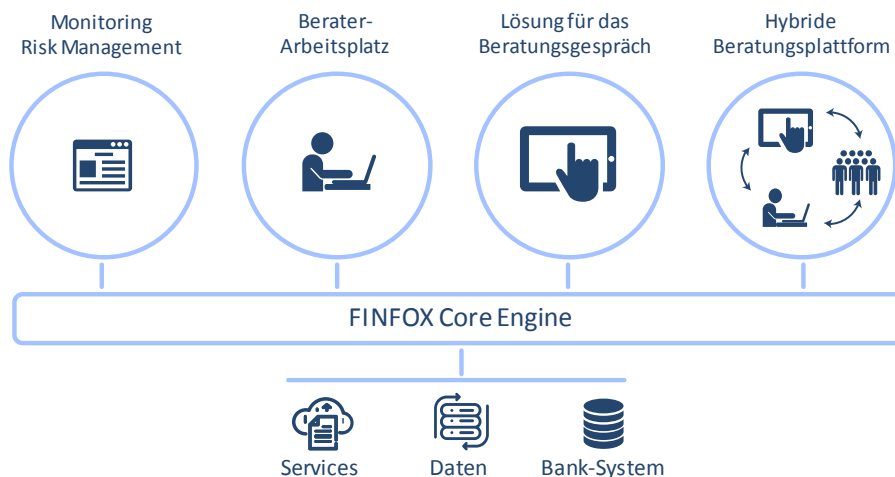 Monitoring
Risk Management
Berater-
Arbeitsplatz
Lösung für das
Beratungsgespräch
Hybride
Beratungsplattform
FINFOX Core Engine
Services
Daten
Bank-System